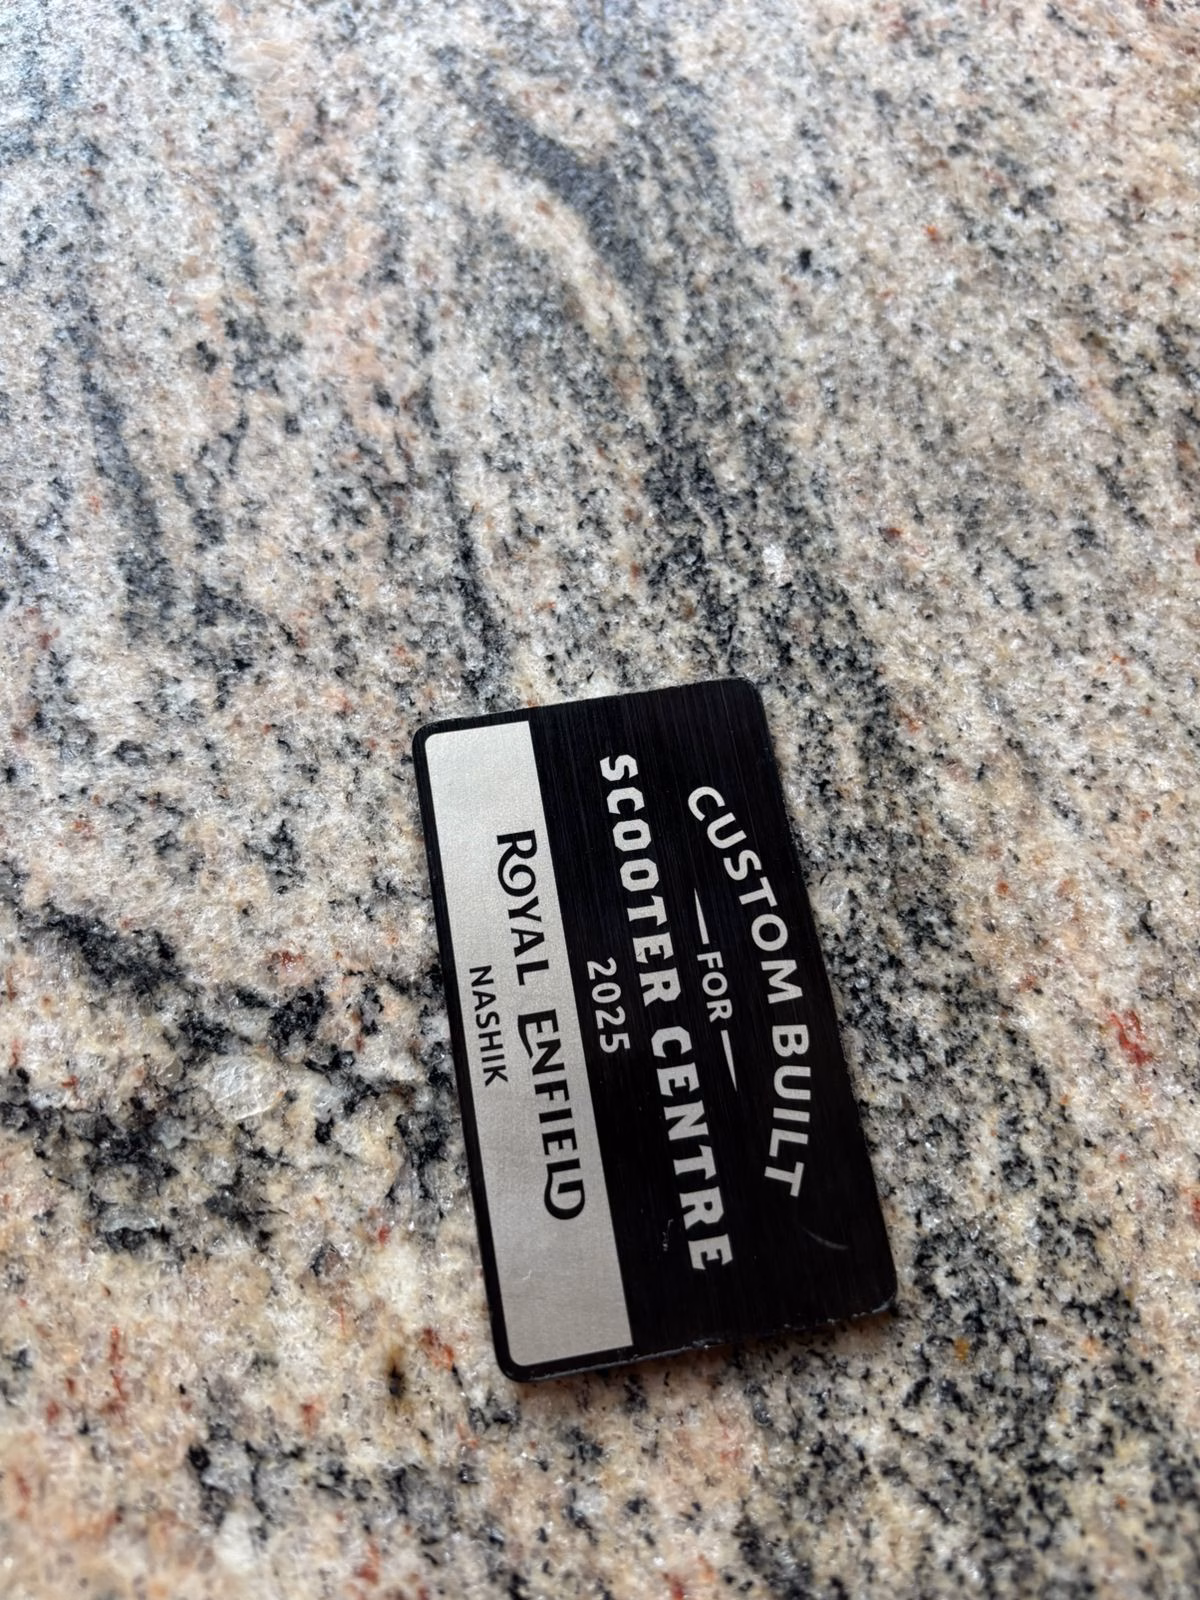 CUSTOM BUILT
FOR
SCOOTER CENTRE
2025
ROYAL ENFIELD
NASHIK